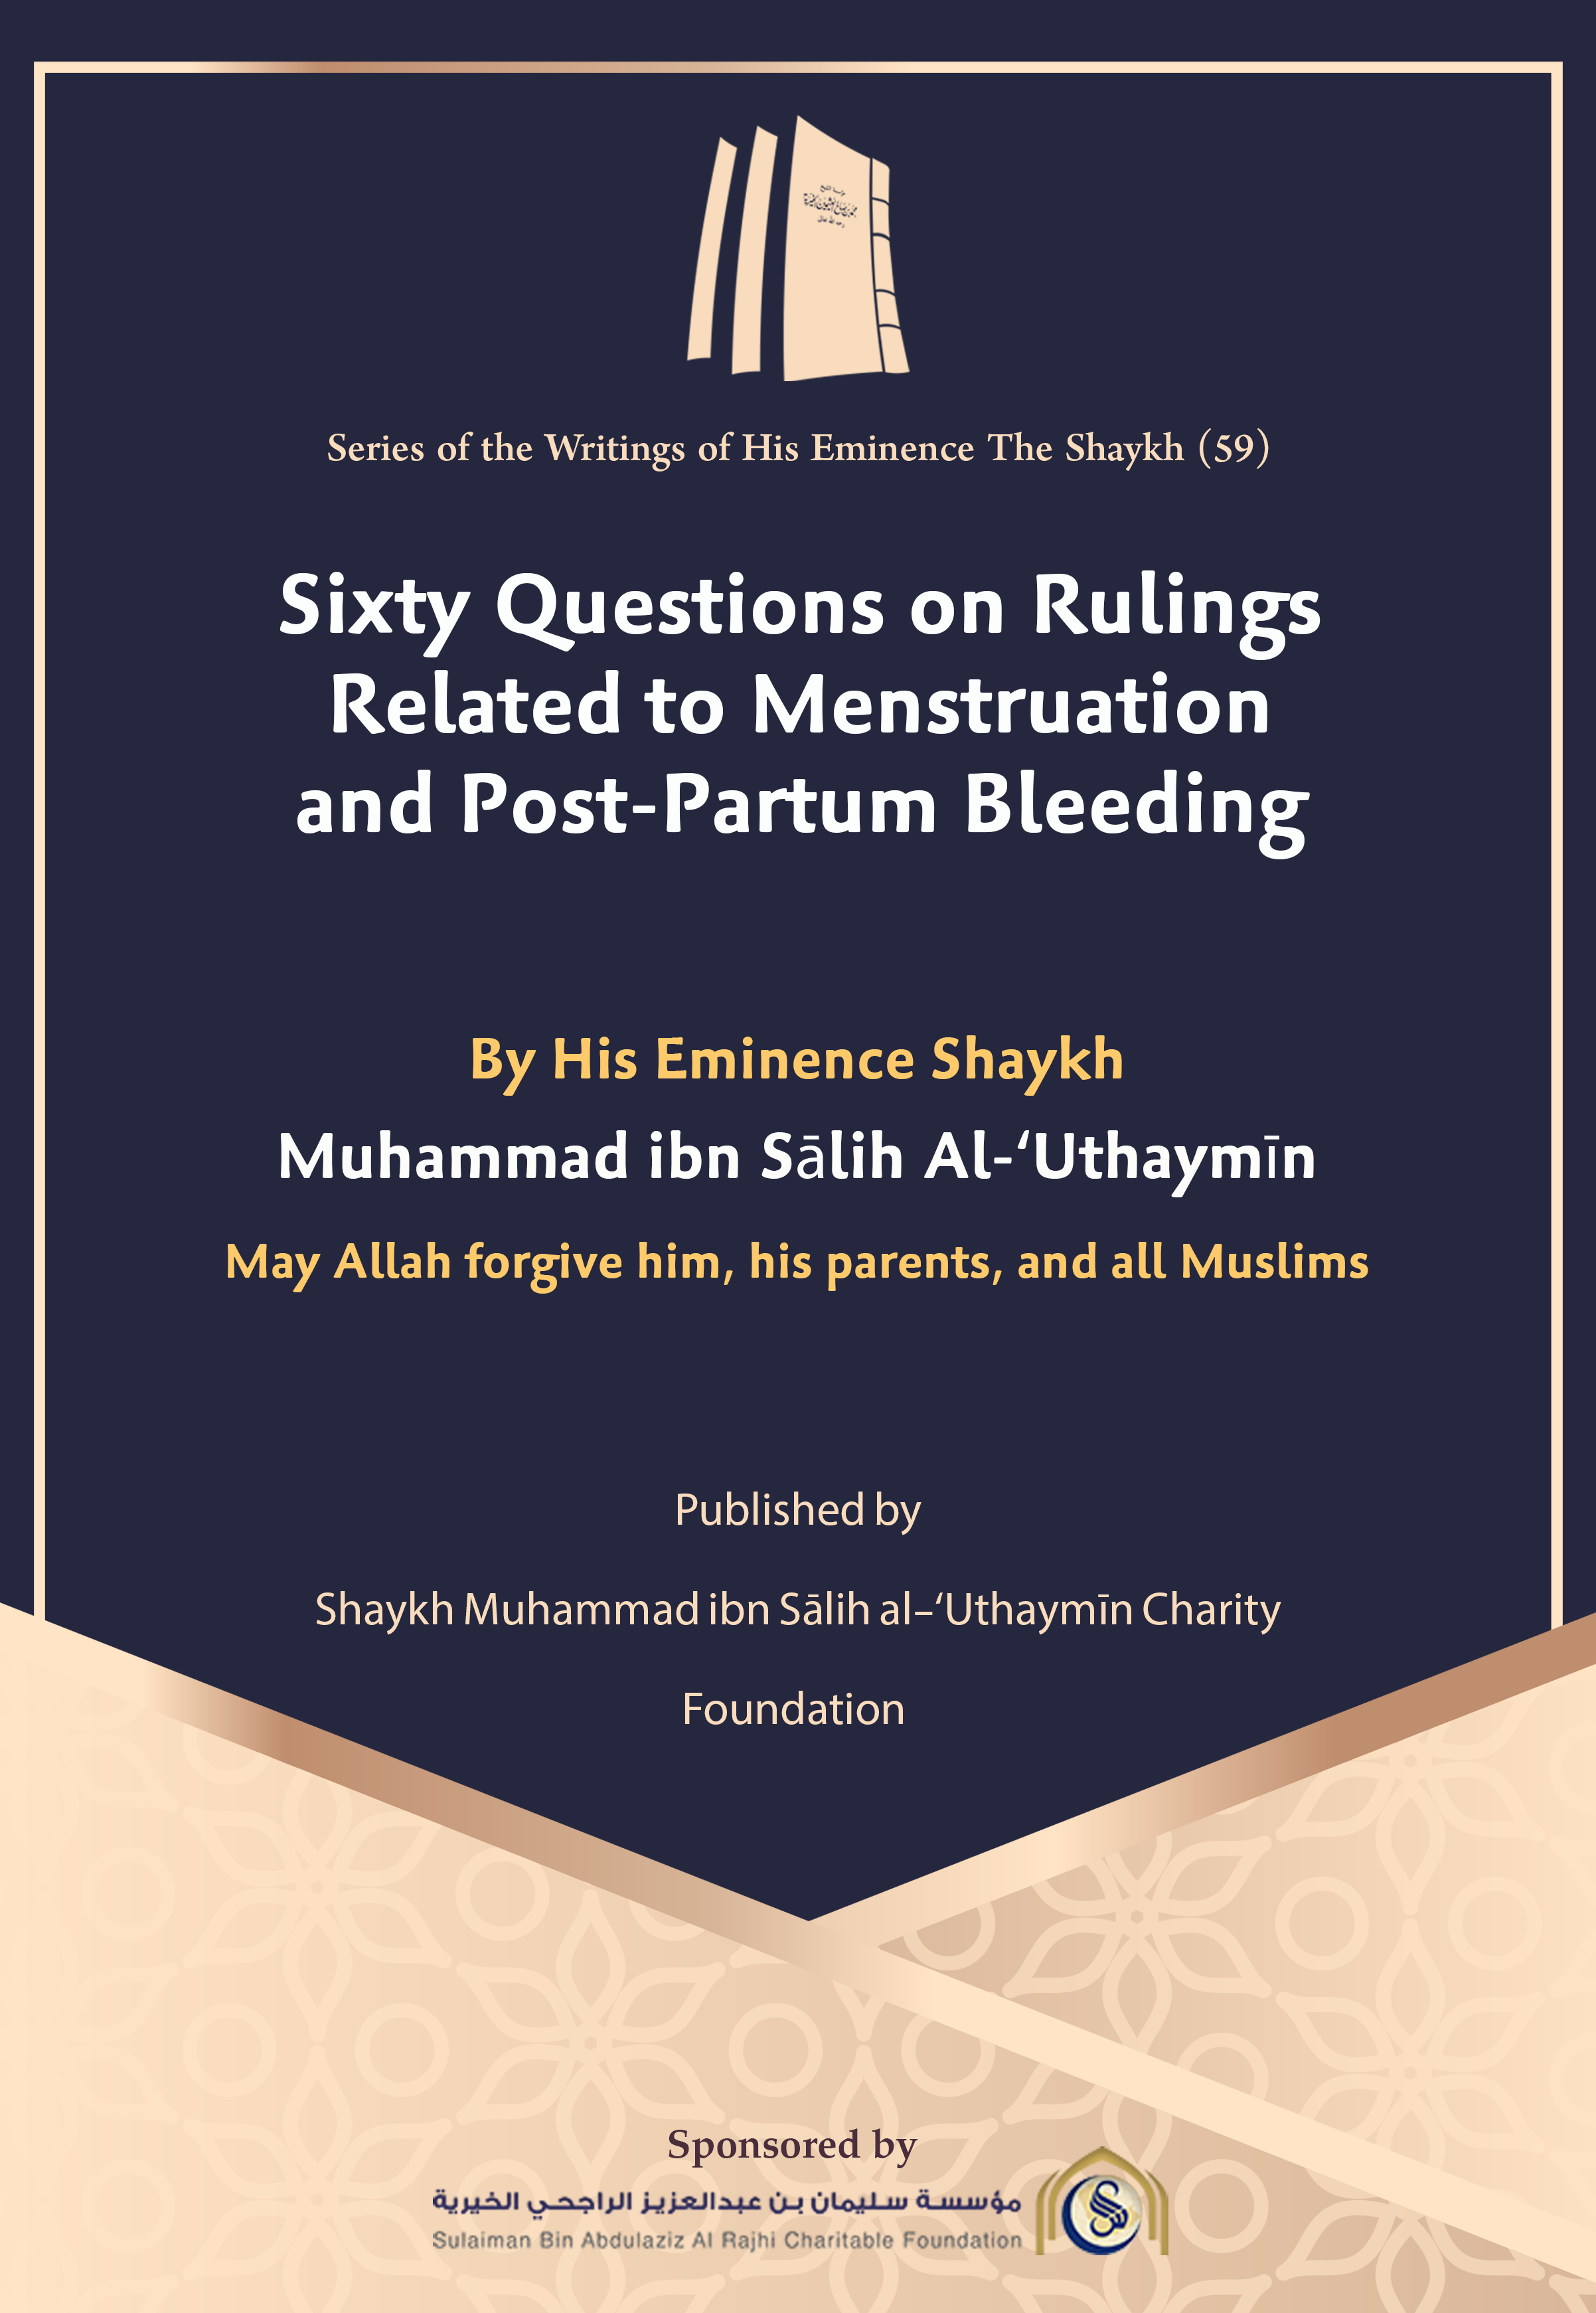 Series of the Writings of His Eminence The Shaykh (59)
Sixty Questions on Rulings
Related to Menstruation
and Post-Partum Bleeding
By His Eminence Shaykh
Muhammad ibn Sālih Al-‘Uthaymīn
May Allah forgive him, his parents, and all Muslims
Published by
Shaykh Muhammad ibn Sālih al–‘Uthaymīn Charity
Foundation
Sponsored by
مؤسسة سليمان بن عبدالعزيز الراجحي الخيرية
Sulaiman Bin Abdulaziz Al Rajhi Charitable Foundation